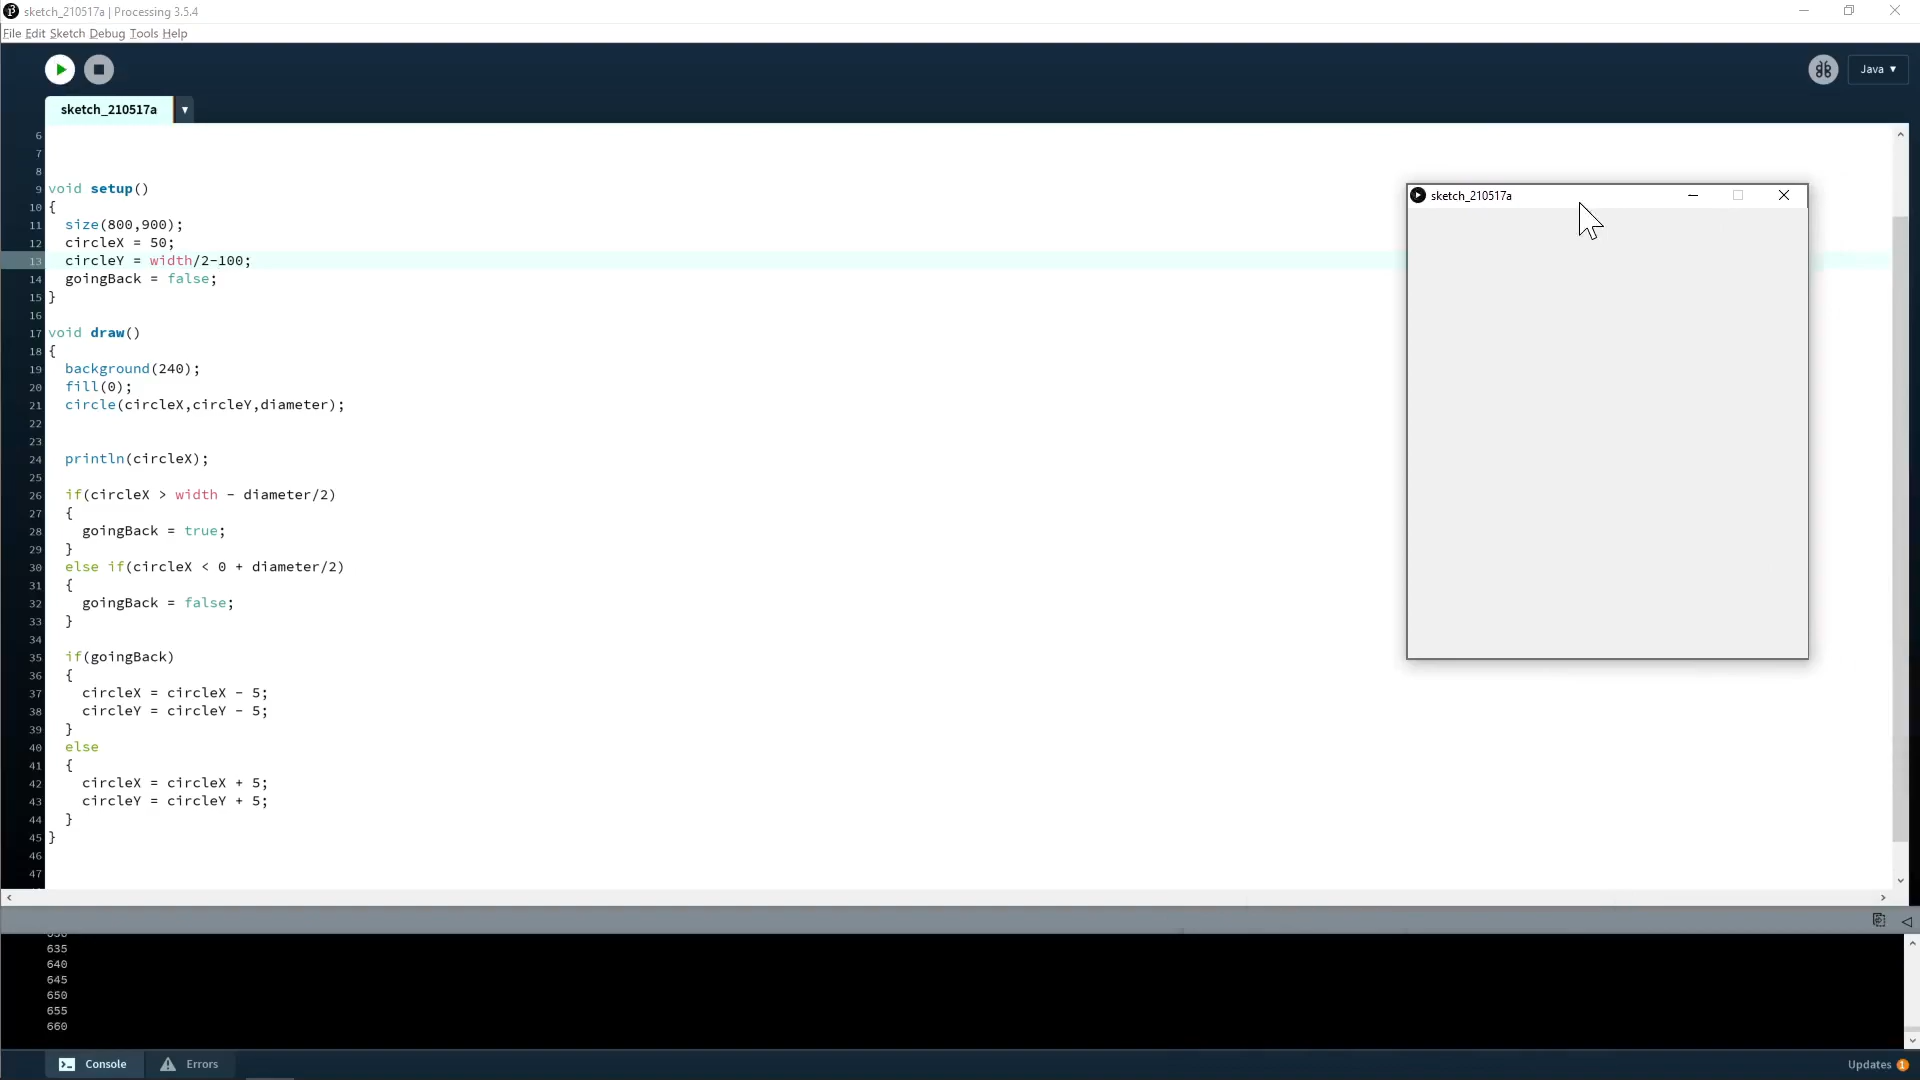 sketch_210517a | Processing 3.5.4
File Edit Sketch Debug Tools Help
Java ▼
sketch_210517a ▼
6
7
8
9 void setup()
10 {
11 size(800,900);
12 circleX = 50;
13 circleY = width/2-100;
14 goingBack = false;
15 }
16
17 void draw()
18 {
19 background(240);
20 fill(0);
21 circle(circleX,circleY,diameter);
22
23
24 println(circleX);
25
26 if(circleX > width - diameter/2)
27 {
28 goingBack = true;
29 }
30 else if(circleX < 0 + diameter/2)
31 {
32 goingBack = false;
33 }
34
35 if(goingBack)
36 {
37 circleX = circleX - 5;
38 circleY = circleY - 5;
39 }
40 else
41 {
42 circleX = circleX + 5;
43 circleY = circleY + 5;
44 }
45 }
46
47
sketch_210517a
635
640
645
650
655
660
Console Errors
Updates 1